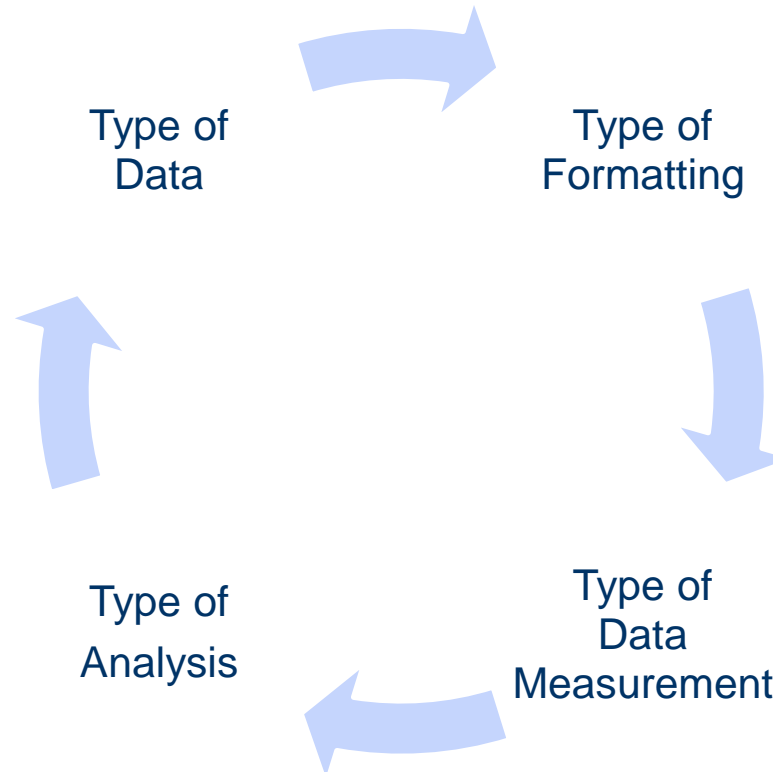 Type of
Data
Type of
Formatting
Type of
Data
Measurement
Type of
Analysis